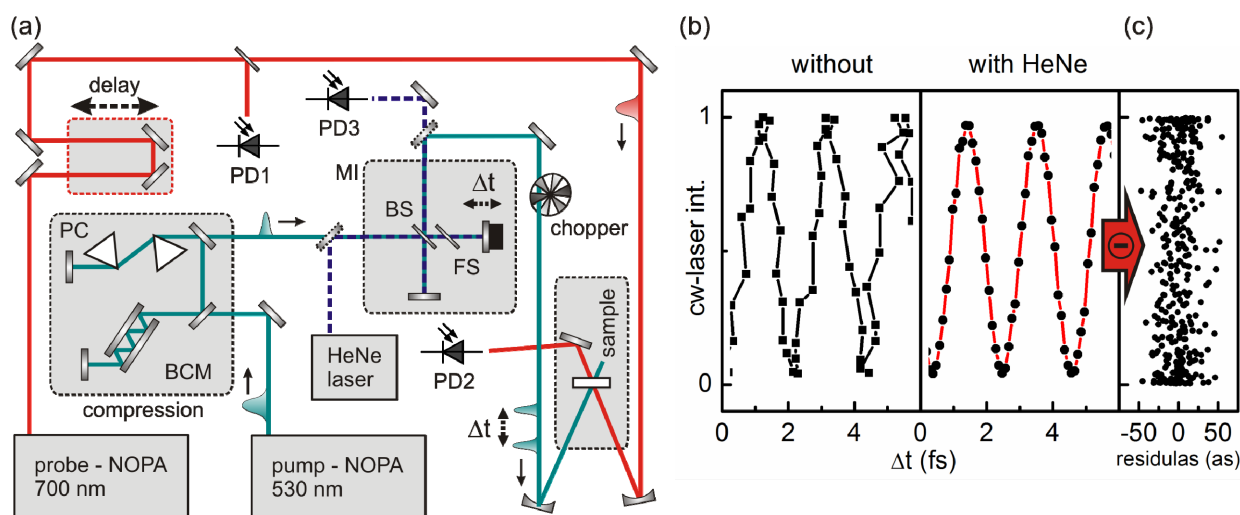 (a)
delay
PD1
PD3
MI
BS
FS
Δt
chopper
PC
BCM
compression
HeNe
laser
PD2
sample
Δt
probe - NOPA
700 nm
pump - NOPA
530 nm
(b)
without
with HeNe
cw-laser int.
1
0
0 2 4 0 2 4
Δt (fs)
(c)
-50 0 50
residulas (as)